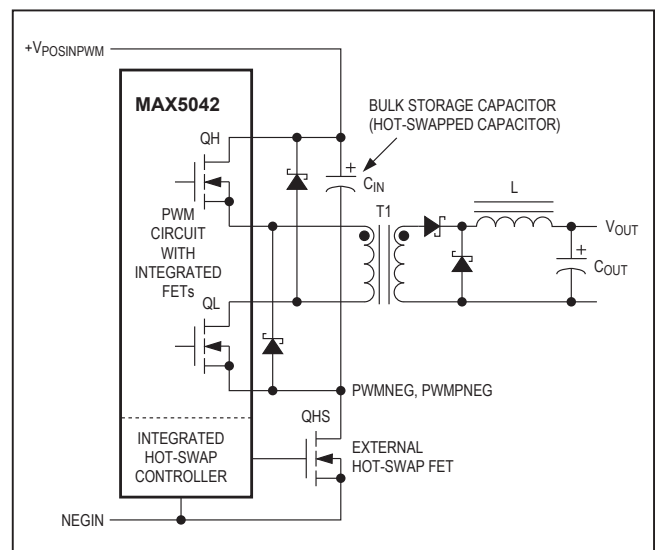 +VPOSINPWM
MAX5042
QH
PWM
CIRCUIT
WITH
INTEGRATED
FETs
QL
INTEGRATED
HOT-SWAP
CONTROLLER
NEGIN
BULK STORAGE CAPACITOR
(HOT-SWAPPED CAPACITOR)
+
CIN
T1
L
VOUT
+
COUT
PWMNEG, PWMPNEG
QHS
EXTERNAL
HOT-SWAP FET